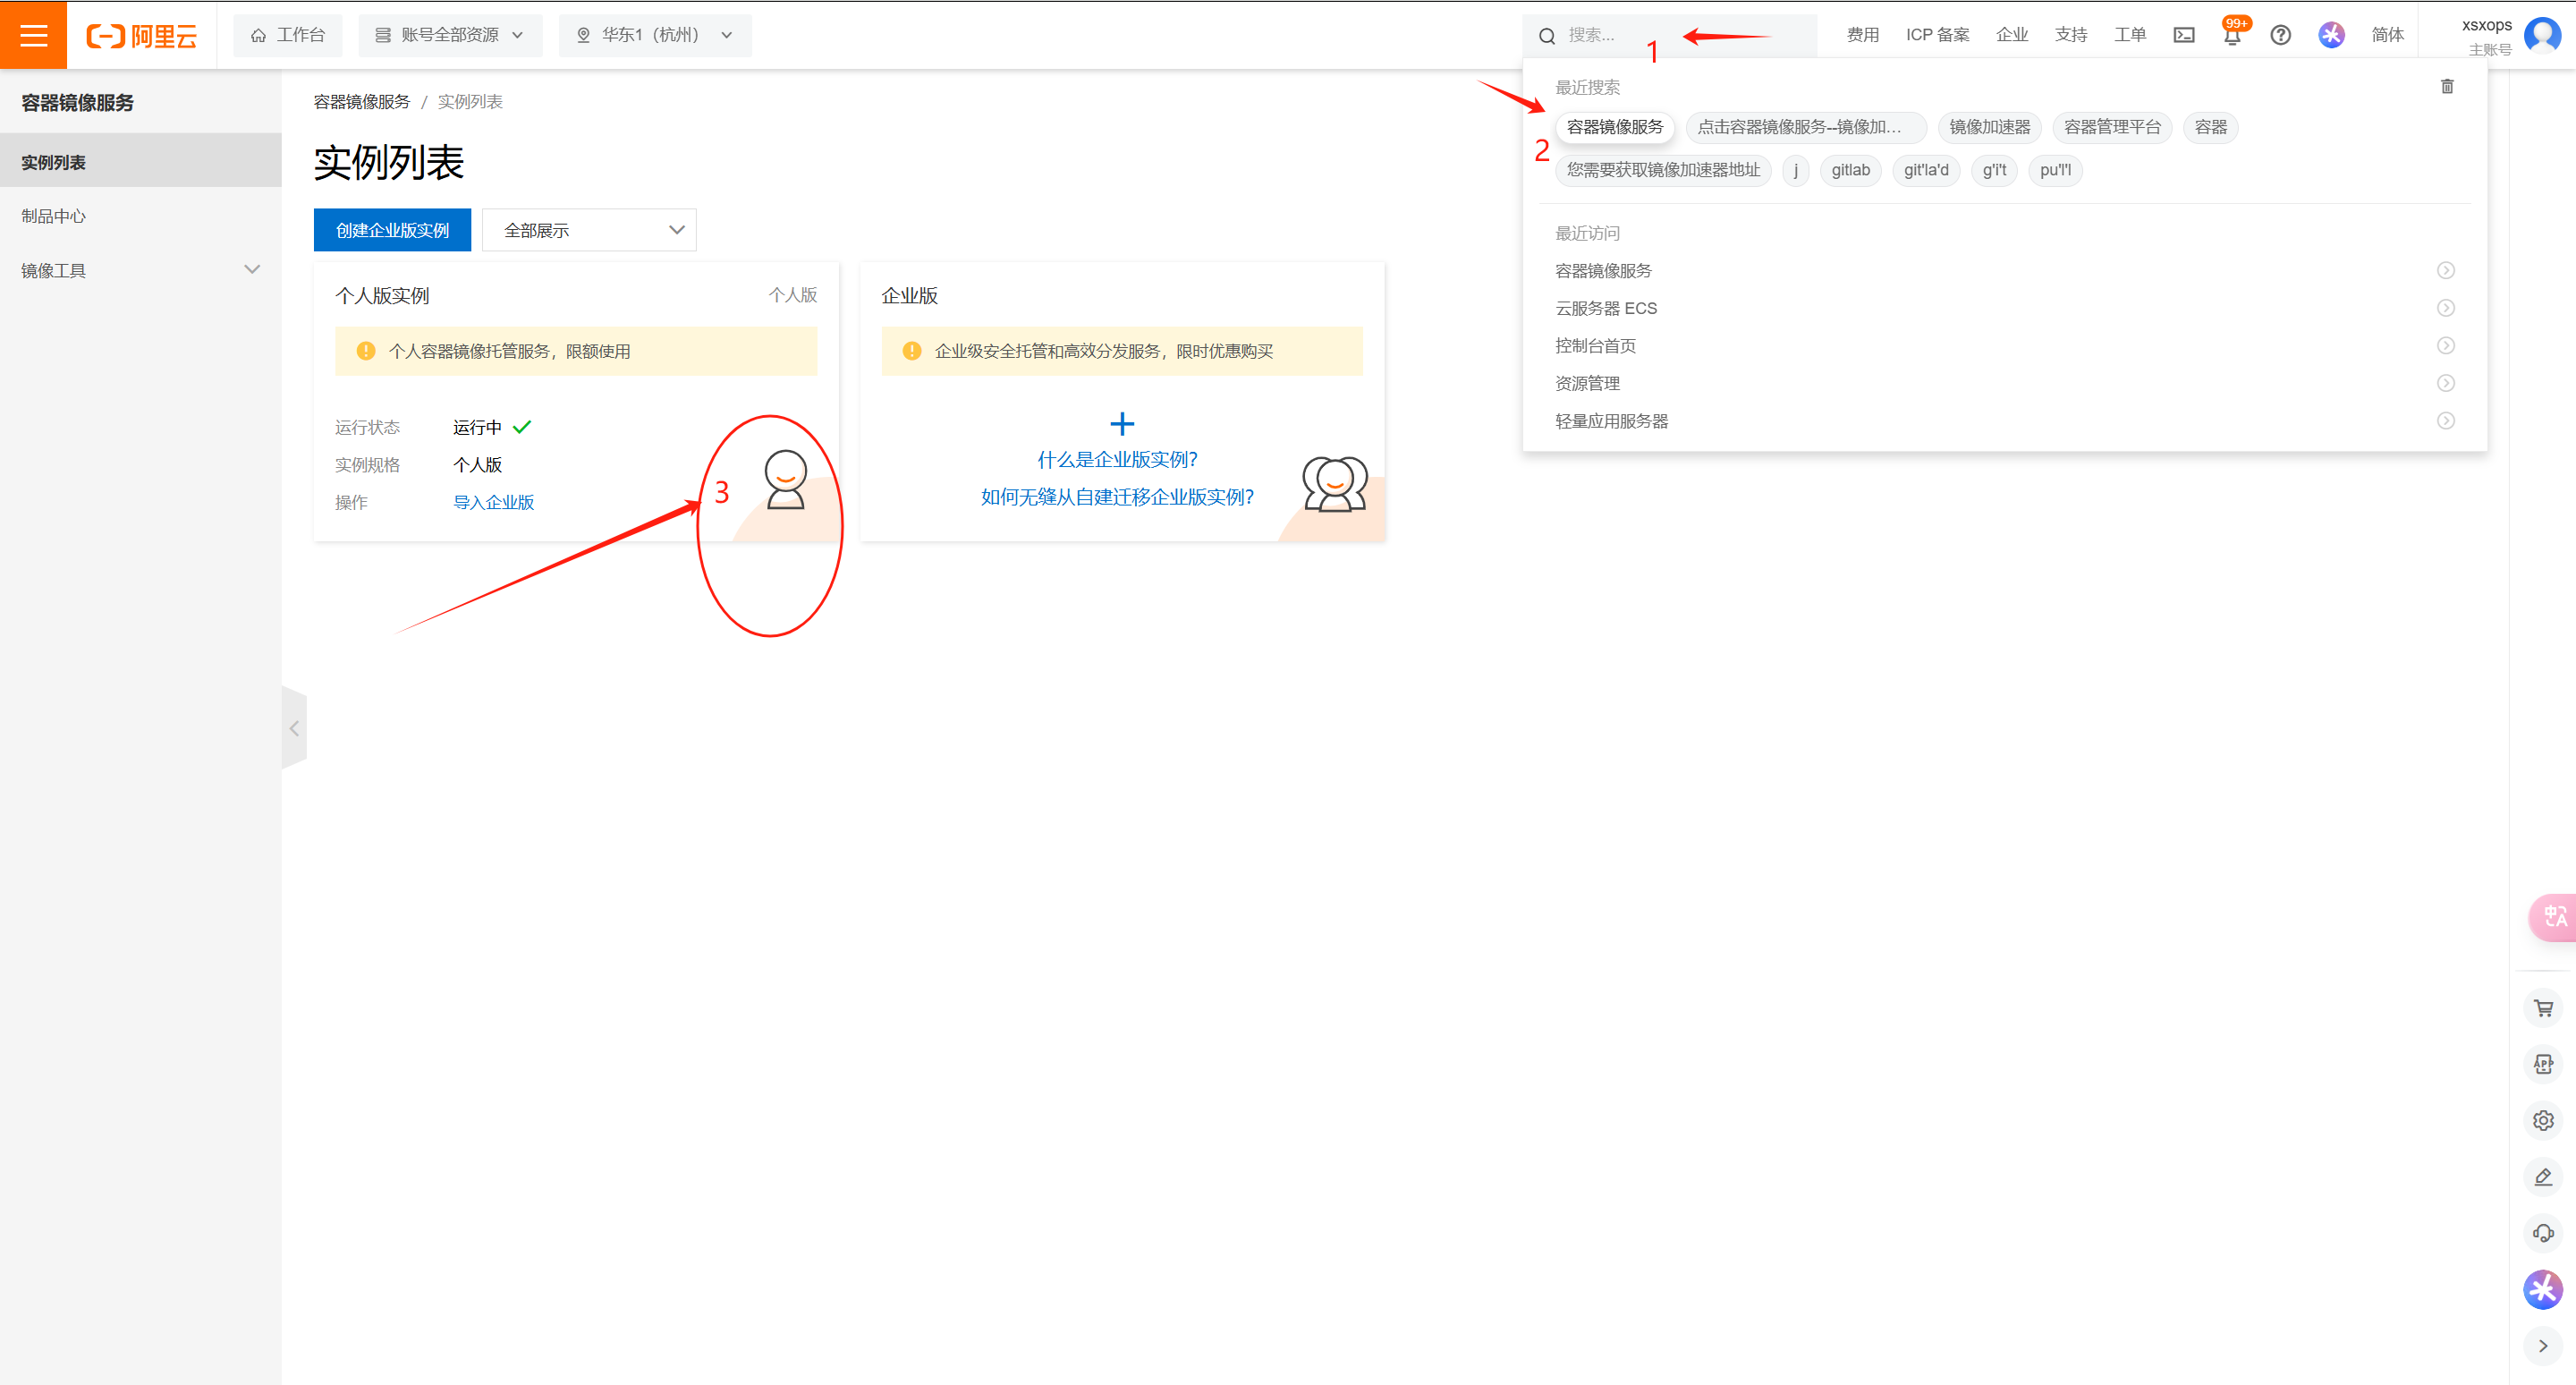 阿里云
工作台
账号全部资源
华东1（杭州）
搜索...
1
费用
ICP 备案
企业
支持
工单
99+
简体
xsxops
主账号
容器镜像服务
实例列表
制品中心
镜像工具
容器镜像服务 / 实例列表
实例列表
创建企业版实例
全部展示
个人版实例
个人版
个人容器镜像托管服务，限额使用
运行状态 运行中
实例规格 个人版
操作 导入企业版
3
企业版
企业级安全托管和高效分发服务，限时优惠购买
什么是企业版实例?
如何无缝从自建迁移企业版实例?
最近搜索
2
容器镜像服务 点击容器镜像服务--镜像加... 镜像加速器 容器管理平台 容器
您需要获取镜像加速器地址 j gitlab git'la'd g'i't pu'l'l
最近访问
容器镜像服务
云服务器 ECS
控制台首页
资源管理
轻量应用服务器
中A
APP